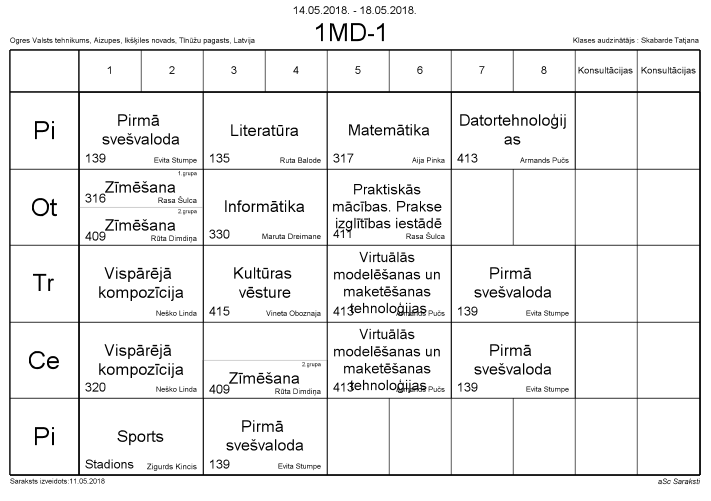 14.05.2018. - 18.05.2018.
1MD-1
Ogres Valsts tehnikums, Aizupes, Ikšķiles novads, Tīnūžu pagasts, Latvija
Klases audzinātājs : Skabarde Tatjana
1 2 3 4 5 6 7 8 Konsultācijas Konsultācijas
Pi
Pirmā
svešvaloda
139 Evita Stumpe
Literatūra
135 Ruta Balode
Matemātika
317 Aija Pinka
Datortehnoloģij
as
413 Armands Pučs
Ot
1.grupa
Zīmēšana
316 Rasa Šulca
2.grupa
Zīmēšana
409 Rūta Dimdiņa
Informātika
330 Maruta Dreimane
Praktiskās
mācības. Prakse
izglītības iestādē
411 Rasa Šulca
Tr
Vispārējā
kompozīcija
Neško Linda
Kultūras
vēsture
415 Vineta Oboznaja
Virtuālās
modelēšanas un
maketēšanas
tehnoloģijas
413 Armands Pučs
Pirmā
svešvaloda
139 Evita Stumpe
Ce
Vispārējā
kompozīcija
320 Neško Linda
2.grupa
Zīmēšana
409 Rūta Dimdiņa
Virtuālās
modelēšanas un
maketēšanas
tehnoloģijas
413 Armands Pučs
Pirmā
svešvaloda
139 Evita Stumpe
Pi
Sports
Stadions Zigurds Kincis
Pirmā
svešvaloda
139 Evita Stumpe
Saraksts izveidots:11.05.2018
aSc Saraksti